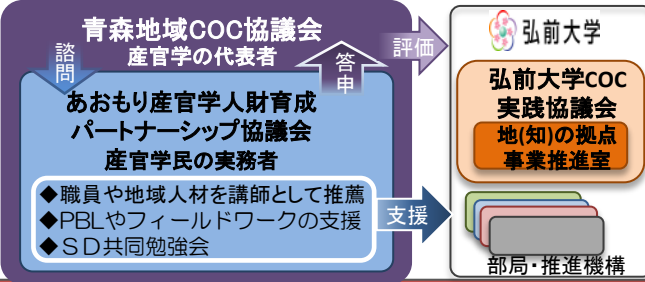 青森地域COC協議会
産官学の代表者
諮問
答申
評価
あおもり産官学人財育成
パートナーシップ協議会
産官学民の実務者
◆職員や地域人材を講師として推薦
◆PBLやフィールドワークの支援
◆ＳＤ共同勉強会
支援
弘前大学
弘前大学COC
実践協議会
地(知)の拠点
事業推進室
部局・推進機構